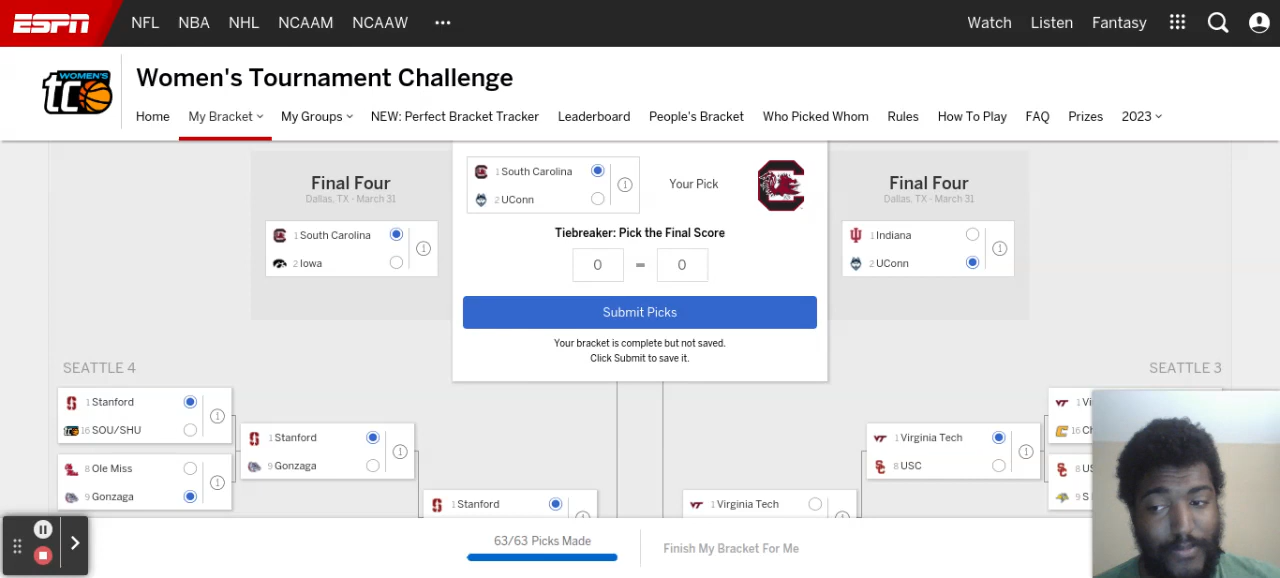 ESPN NFL NBA NHL NCAAM NCAAW ••• Watch Listen Fantasy
WOMEN'S tc Women's Tournament Challenge
Home My Bracket My Groups NEW: Perfect Bracket Tracker Leaderboard People's Bracket Who Picked Whom Rules How To Play FAQ Prizes 2023
Final Four
Dallas, TX - March 31
1 South Carolina
2 Iowa
1 South Carolina
2 UConn
Your Pick
Tiebreaker: Pick the Final Score
0 – 0
Submit Picks
Your bracket is complete but not saved.
Click Submit to save it.
Final Four
Dallas, TX - March 31
1 Indiana
2 UConn
SEATTLE 4
1 Stanford
16 SOU/SHU
8 Ole Miss
9 Gonzaga
1 Stanford
9 Gonzaga
1 Stanford
SEATTLE 3
1 Virginia Tech
8 USC
1 Virginia Tech
1
16
8
9
63/63 Picks Made
Finish My Bracket For Me